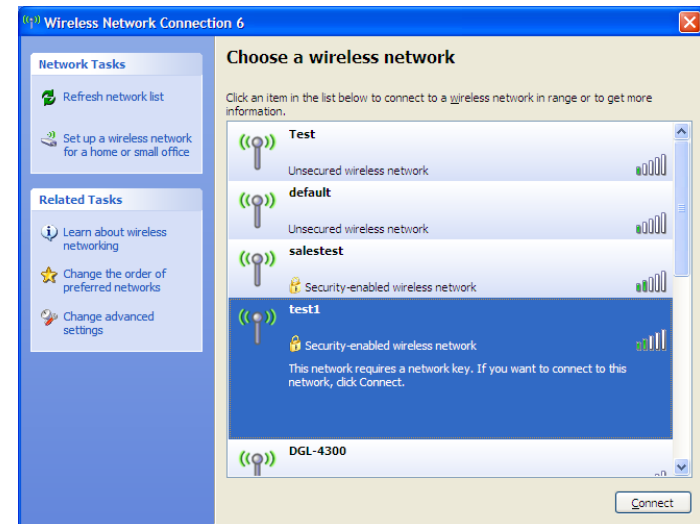 Wireless Network Connection 6
Network Tasks
Refresh network list
Set up a wireless network
for a home or small office
Related Tasks
Learn about wireless
networking
Change the order of
preferred networks
Change advanced
settings
Choose a wireless network
Click an item in the list below to connect to a wireless network in range or to get more
information.
Test
Unsecured wireless network
default
Unsecured wireless network
salestest
Security-enabled wireless network
test1
Security-enabled wireless network
This network requires a network key. If you want to connect to this
network, click Connect.
DGL-4300
Connect